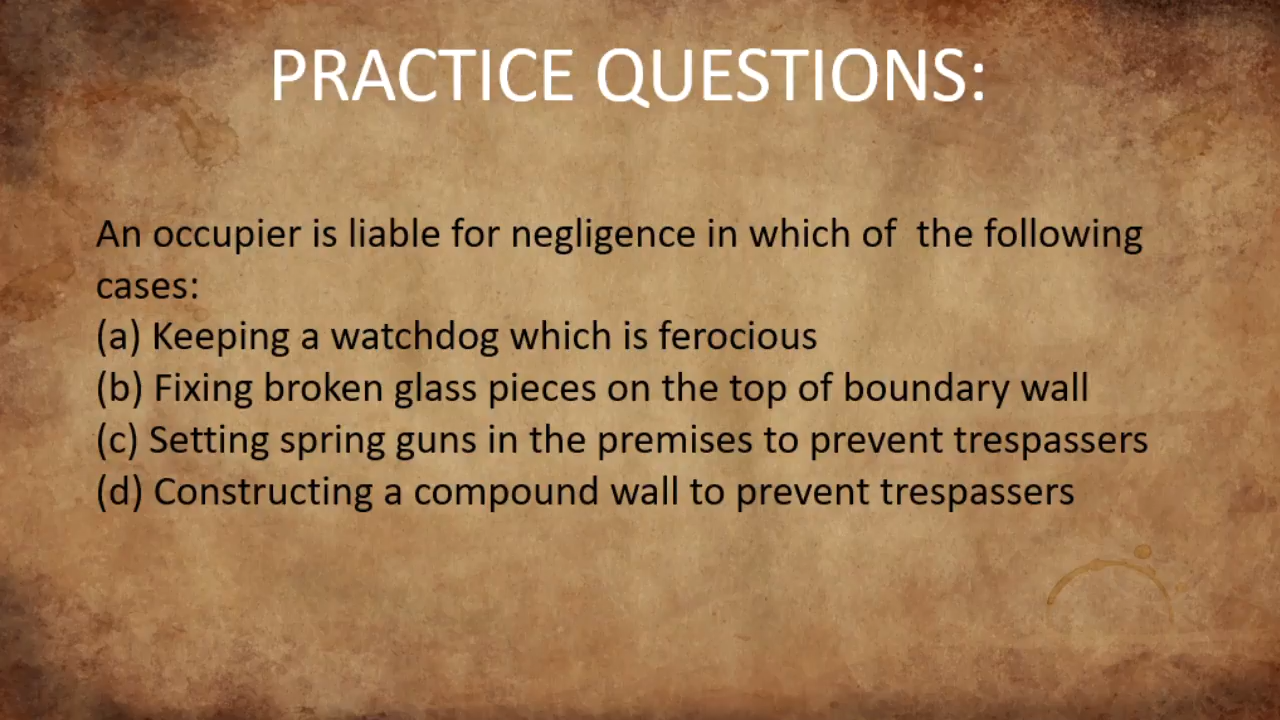 PRACTICE QUESTIONS:
An occupier is liable for negligence in which of the following
cases:
(a) Keeping a watchdog which is ferocious
(b) Fixing broken glass pieces on the top of boundary wall
(c) Setting spring guns in the premises to prevent trespassers
(d) Constructing a compound wall to prevent trespassers